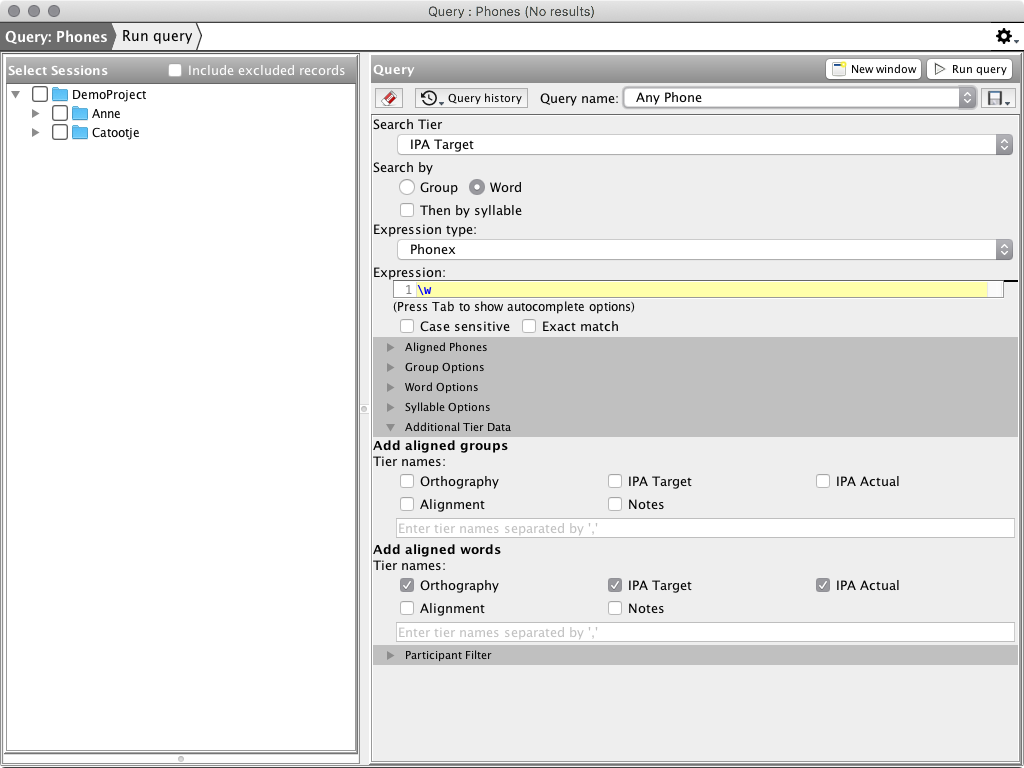 Query : Phones (No results)
Query: Phones Run query
Select Sessions Include excluded records
DemoProject
Anne
Catootje
Query New window Run query
Query history Query name: Any Phone
Search Tier
IPA Target
Search by
Group Word
Then by syllable
Expression type:
Phonex
Expression:
1 \w
(Press Tab to show autocomplete options)
Case sensitive Exact match
Aligned Phones
Group Options
Word Options
Syllable Options
Additional Tier Data
Add aligned groups
Tier names:
Orthography IPA Target IPA Actual
Alignment Notes
Enter tier names separated by ','
Add aligned words
Tier names:
Orthography IPA Target IPA Actual
Alignment Notes
Enter tier names separated by ','
Participant Filter